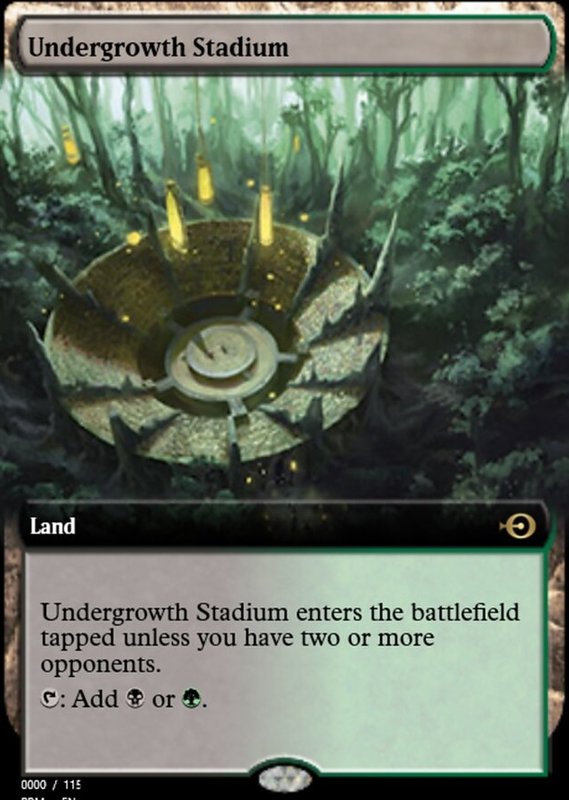 Undergrowth Stadium
Land
Undergrowth Stadium enters the battlefield
tapped unless you have two or more
opponents.
: Add or .
0000 / 115